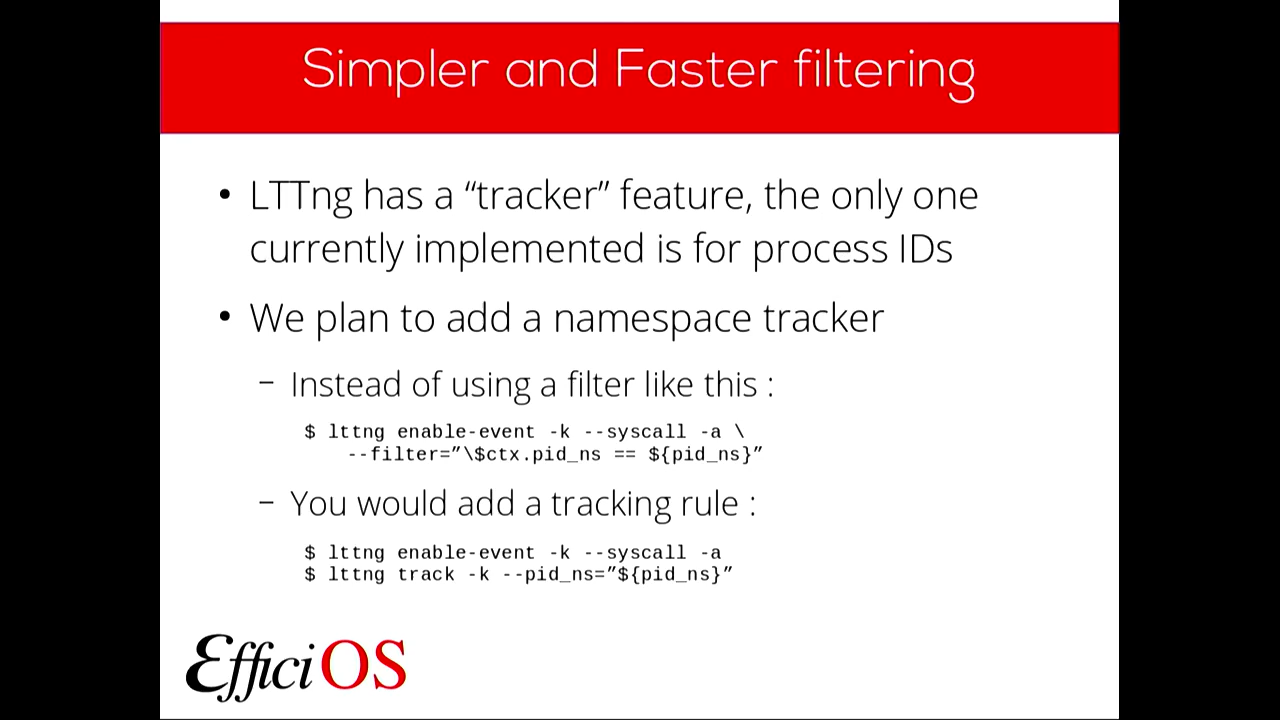 Simpler and Faster filtering
• LTTng has a “tracker” feature, the only one
currently implemented is for process IDs
• We plan to add a namespace tracker
– Instead of using a filter like this :
$ lttng enable-event -k --syscall -a \
--filter=”\$ctx.pid_ns == ${pid_ns}”
– You would add a tracking rule :
$ lttng enable-event -k --syscall -a
$ lttng track -k --pid_ns=”${pid_ns}”
EfficiOS